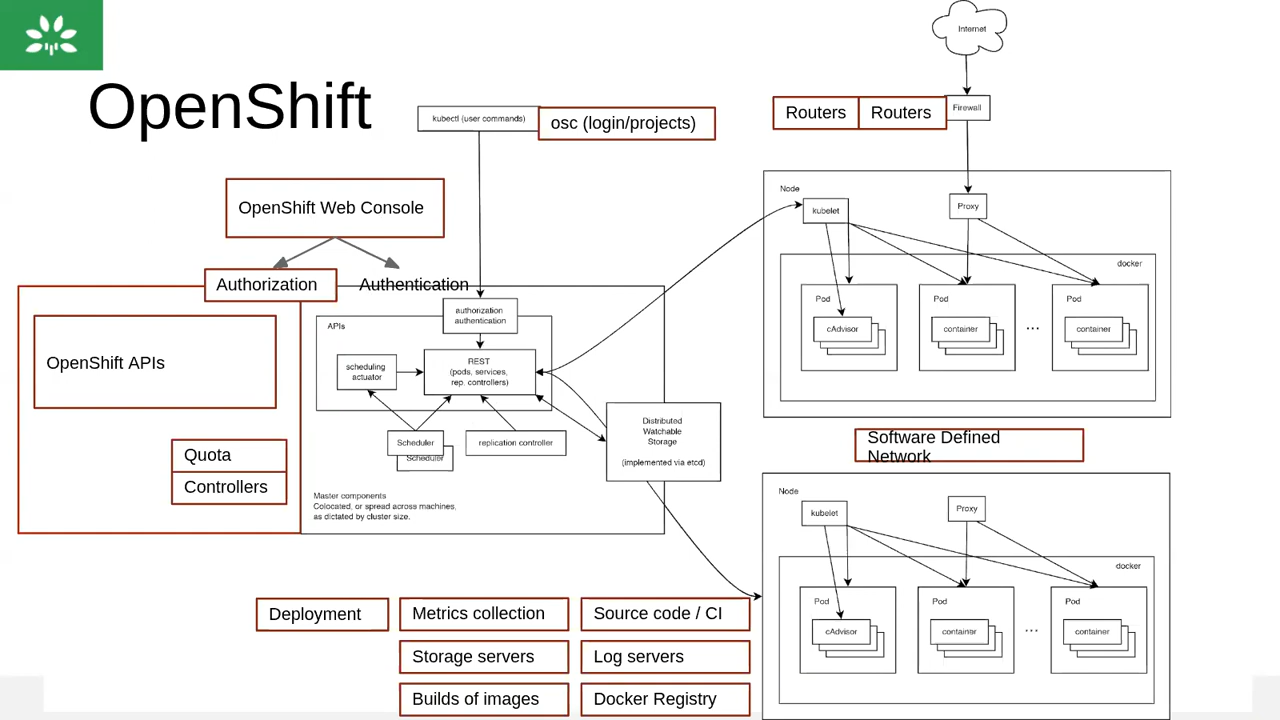 OpenShift
Internet
kubectl (user commands)
osc (login/projects)
Routers
Routers
Firewall
OpenShift Web Console
Authorization
Authentication
OpenShift APIs
Quota
Controllers
APIs
authorization
authentication
scheduling
actuator
REST
(pods, services,
rep. controllers)
Scheduler
Scheduler
replication controller
Master components
Colocated, or spread across machines,
as dictated by cluster size.
Distributed
Watchable
Storage
(implemented via etcd)
Node
kubelet
Proxy
docker
Pod
cAdvisor
Pod
container
...
Pod
container
Software Defined
Network
Node
kubelet
Proxy
docker
Pod
cAdvisor
Pod
container
...
Pod
container
Deployment
Metrics collection
Source code / CI
Storage servers
Log servers
Builds of images
Docker Registry